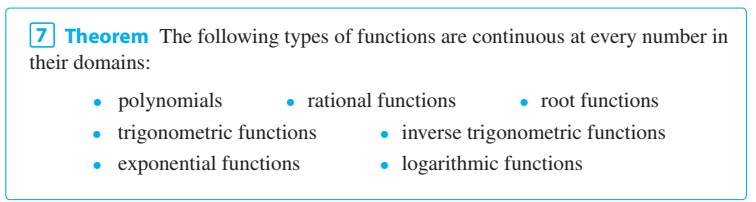 7 Theorem The following types of functions are continuous at every number in
their domains:
• polynomials • rational functions • root functions
• trigonometric functions • inverse trigonometric functions
• exponential functions • logarithmic functions